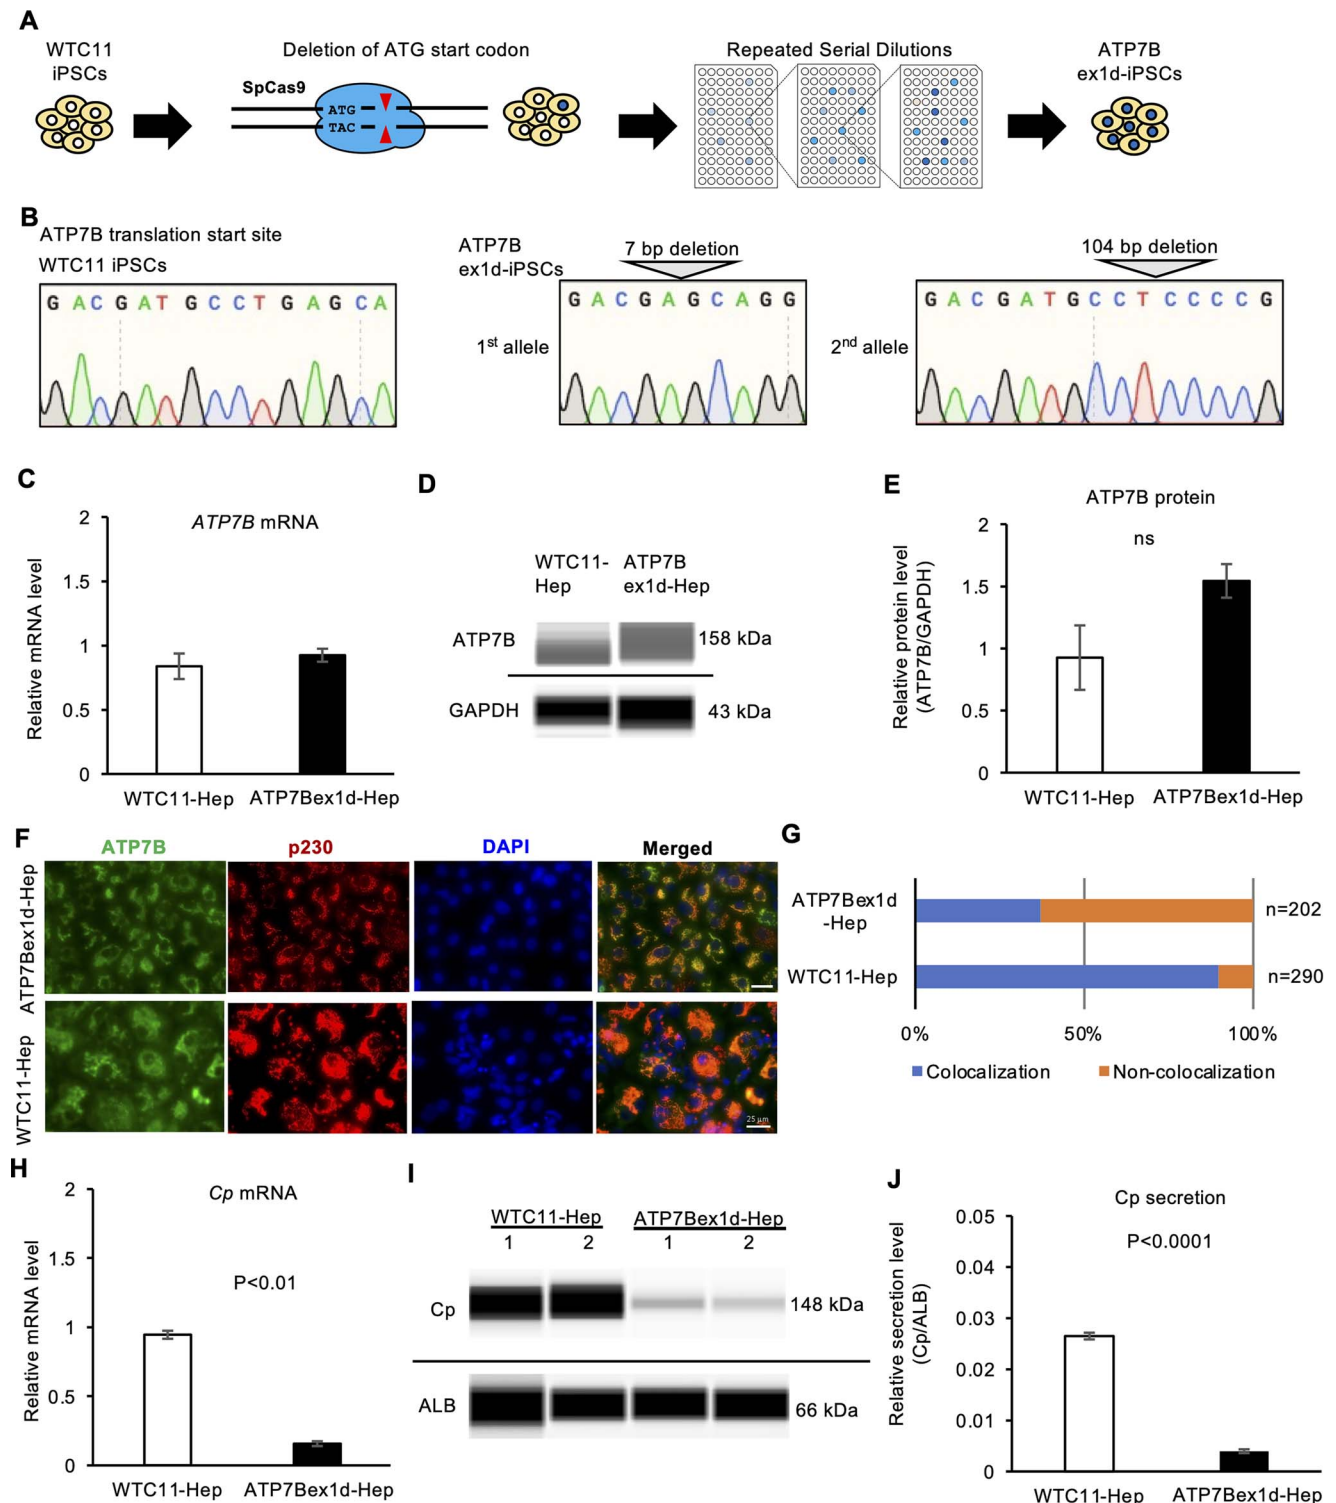 A
WTC11
iPSCs
Deletion of ATG start codon
SpCas9
ATG
TAC
Repeated Serial Dilutions
ATP7B
ex1d-iPSCs
B
ATP7B translation start site
WTC11 iPSCs
G A C G A T G C C T G A G C A
ATP7B
ex1d-iPSCs
7 bp deletion
1st allele
G A C G A G C A G G
104 bp deletion
2nd allele
G A C G A T G C C T C C C C G
C
ATP7B mRNA
Relative mRNA level
2
1.5
1
0.5
0
WTC11-Hep
ATP7Bex1d-Hep
D
WTC11-
Hep
ATP7B
ex1d-Hep
ATP7B
158 kDa
GAPDH
43 kDa
E
ATP7B protein
ns
Relative protein level
(ATP7B/GAPDH)
2
1.5
1
0.5
0
WTC11-Hep
ATP7Bex1d-Hep
F
ATP7B
p230
DAPI
Merged
ATP7Bex1d-Hep
WTC11-Hep
25 µm
G
ATP7Bex1d
-Hep
n=202
WTC11-Hep
n=290
0%
50%
100%
Colocalization
Non-colocalization
H
Cp mRNA
P<0.01
Relative mRNA level
2
1.5
1
0.5
0
WTC11-Hep
ATP7Bex1d-Hep
I
WTC11-Hep
ATP7Bex1d-Hep
1
2
1
2
Cp
148 kDa
ALB
66 kDa
J
Cp secretion
P<0.0001
Relative secretion level
(Cp/ALB)
0.05
0.04
0.03
0.02
0.01
0
WTC11-Hep
ATP7Bex1d-Hep